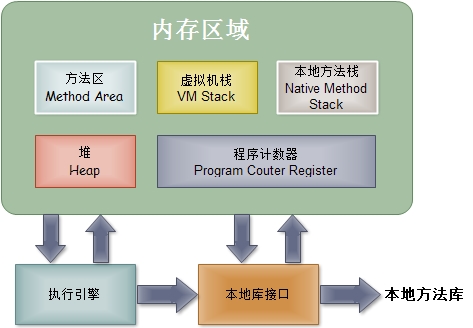 内存区域
方法区
Method Area
虚拟机栈
VM Stack
本地方法栈
Native Method
Stack
堆
Heap
程序计数器
Program Couter Register
执行引擎
本地库接口
本地方法库